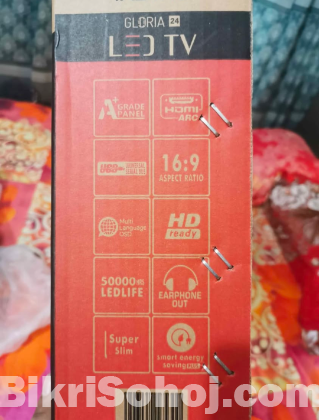 GLORIA 24
LED TV
A+ GRADE
PANEL
HDMI
ARC
16:9
ASPECT RATIO
Multi
Language
OSD
HD
ready
50000HRS
LEDLIFE
EARPHONE
OUT
Super
Slim
smart energy
saving
BikriSohoj.com